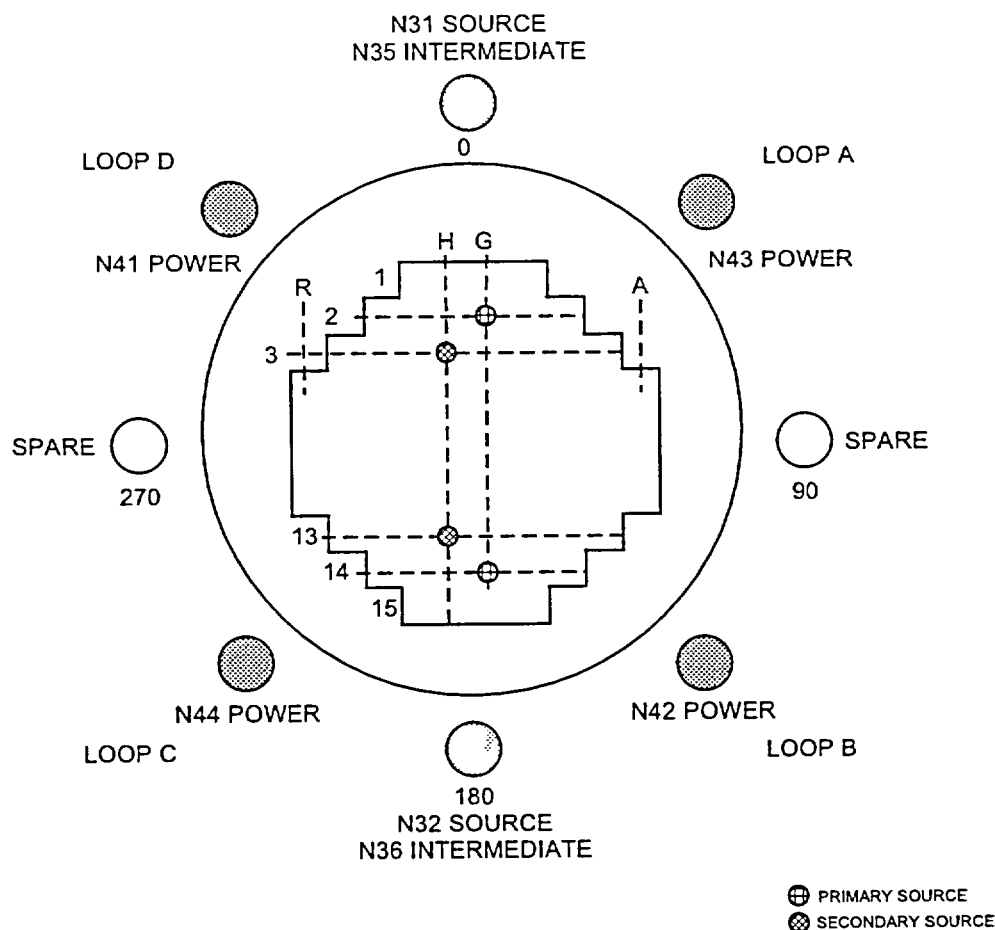 N31 SOURCE
N35 INTERMEDIATE
0
LOOP D
LOOP A
N41 POWER
N43 POWER
H G
1
R
A
2
3
SPARE
SPARE
270
90
13
14
15
N44 POWER
N42 POWER
LOOP C
LOOP B
180
N32 SOURCE
N36 INTERMEDIATE
PRIMARY SOURCE
SECONDARY SOURCE